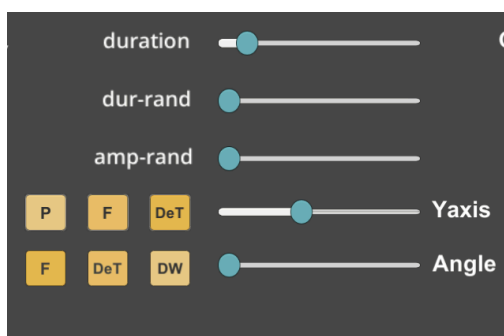 duration
dur-rand
amp-rand
P F DeT Yaxis
F DeT DW Angle